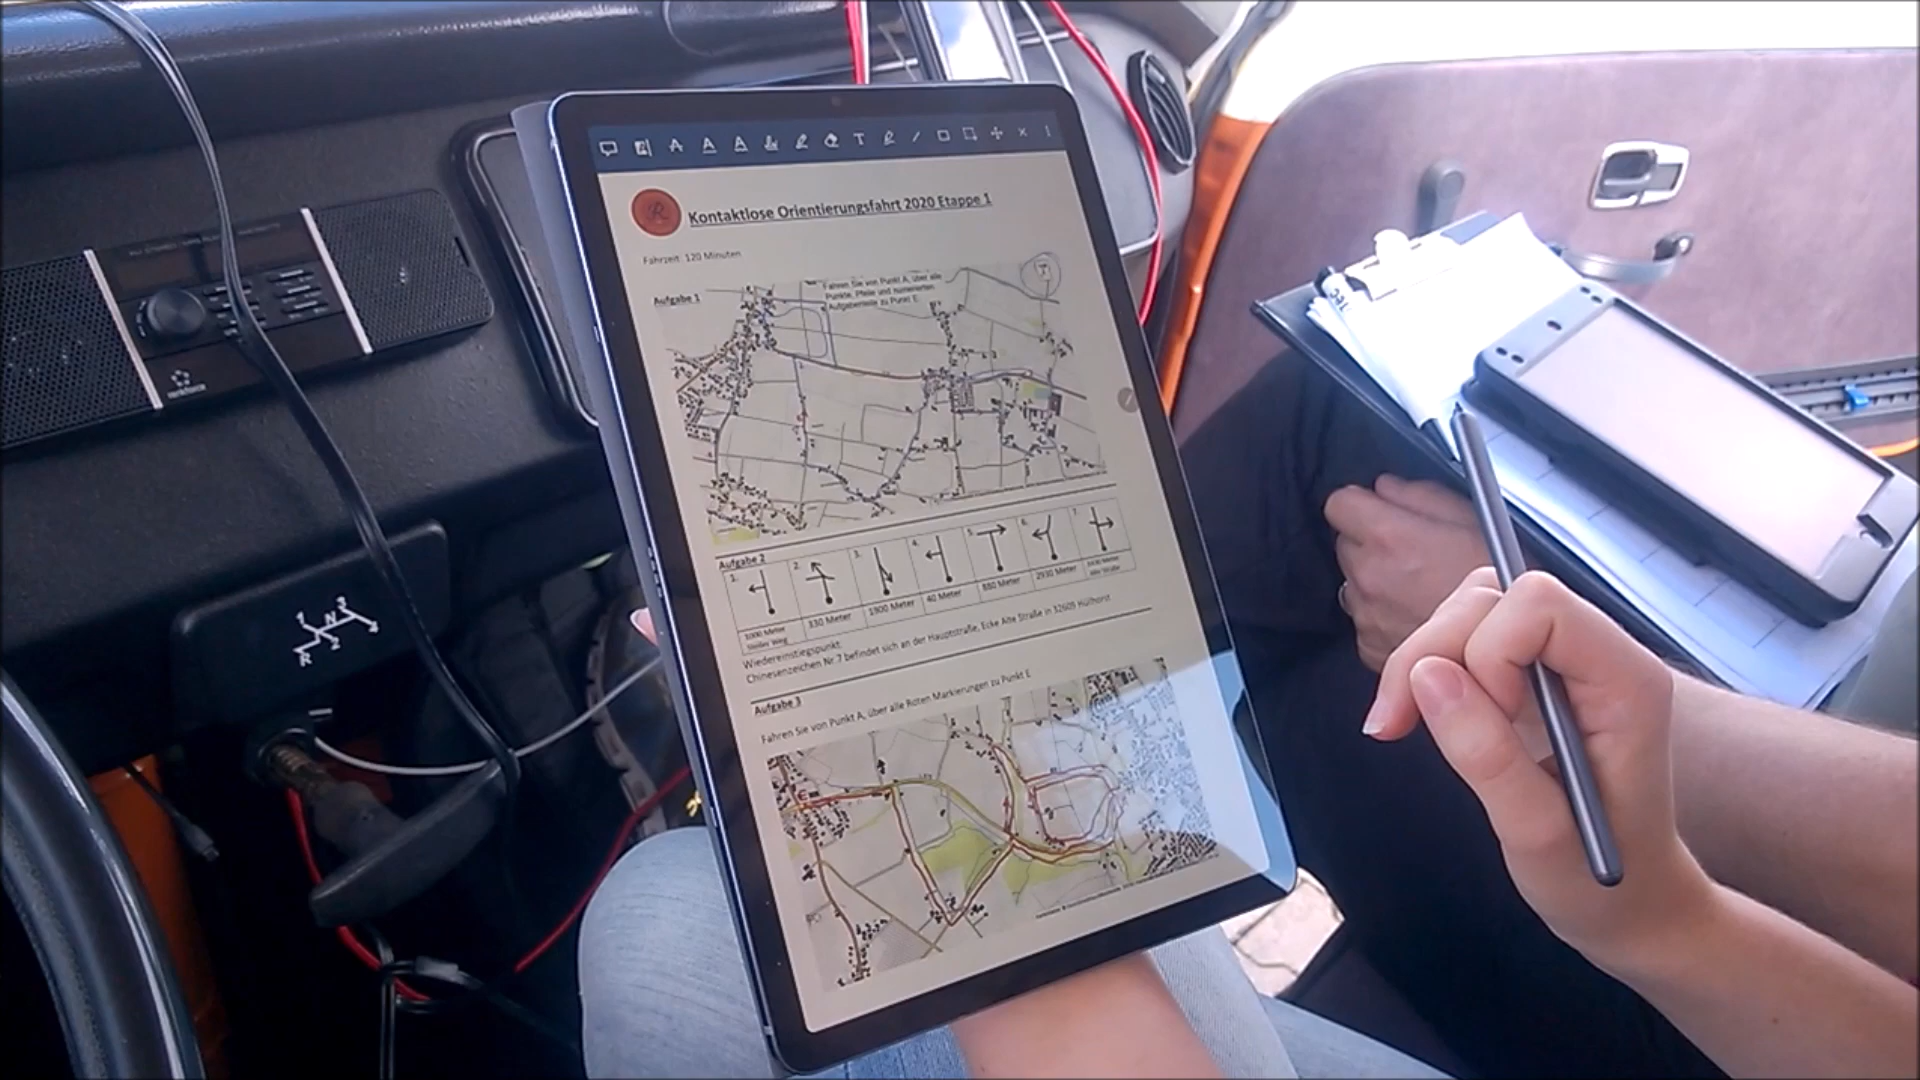 Kontaktlose Orientierungsfahrt 2020 Etappe 1
Fahrzeit: 120 Minuten
Aufgabe 1
Fahren Sie von Punkt A, über alle
Punkte, Pfeile und nummerierten
zu Punkt E.
Aufgabe 2
1. 2. 3. 4. 5. 6. 7.
1000 Meter 330 Meter 1900 Meter 40 Meter 880 Meter 2930 Meter
Wiedereinstiegspunkt:
Chinesenzeichen Nr.7 befindet sich an der Hauptstraße, Ecke Alte Straße in 32609 Hüllhorst
Aufgabe 3
Fahren Sie von Punkt A, über alle Roten Markierungen zu Punkt E
R 1 2 N 3 4